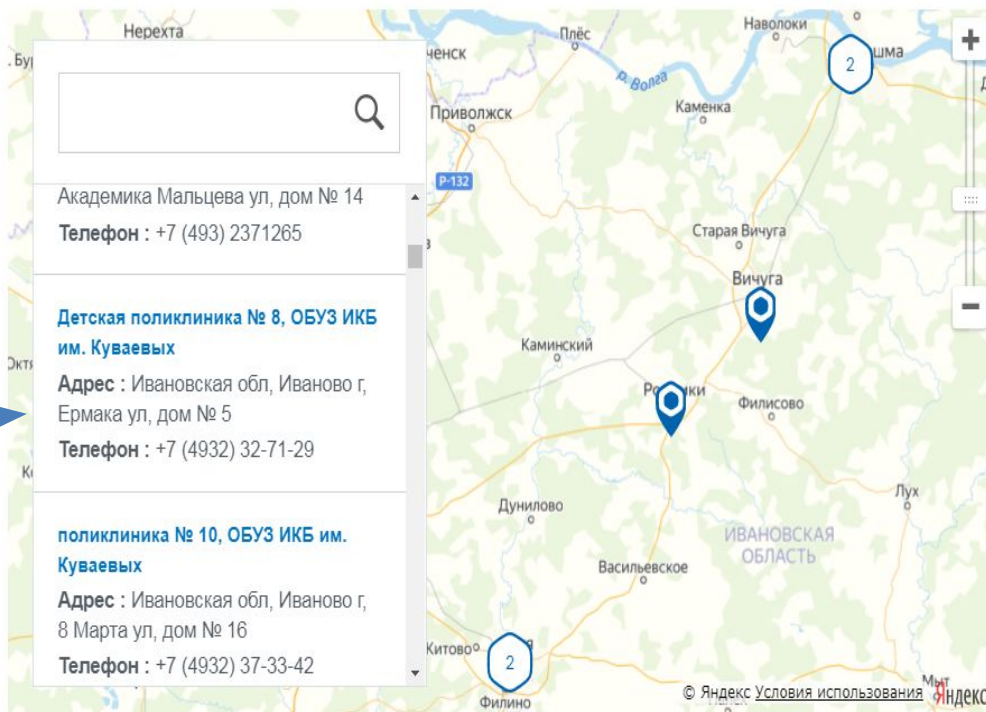 Академика Мальцева ул, дом № 14
Телефон : +7 (493) 2371265
Детская поликлиника № 8, ОБУЗ ИКБ
им. Куваевых
Адрес : Ивановская обл, Иваново г,
Ермака ул, дом № 5
Телефон : +7 (4932) 32-71-29
поликлиника № 10, ОБУЗ ИКБ им.
Куваевых
Адрес : Ивановская обл, Иваново г,
8 Марта ул, дом № 16
Телефон : +7 (4932) 37-33-42
Нерехта
Плёс
Наволоки
2
р. Волга
Приволжск
Каменка
Р-132
Старая Вичуга
Вичуга
Каминский
Филисово
Лух
Дунилово
ИВАНОВСКАЯ
ОБЛАСТЬ
Васильевское
Китово
2
Филино
© Яндекс Условия использования Яндекс